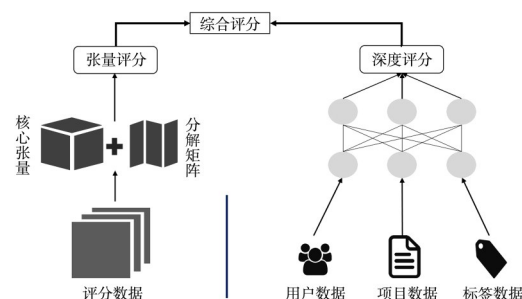 综合评分
张量评分
深度评分
核心张量
分解矩阵
评分数据
用户数据
项目数据
标签数据